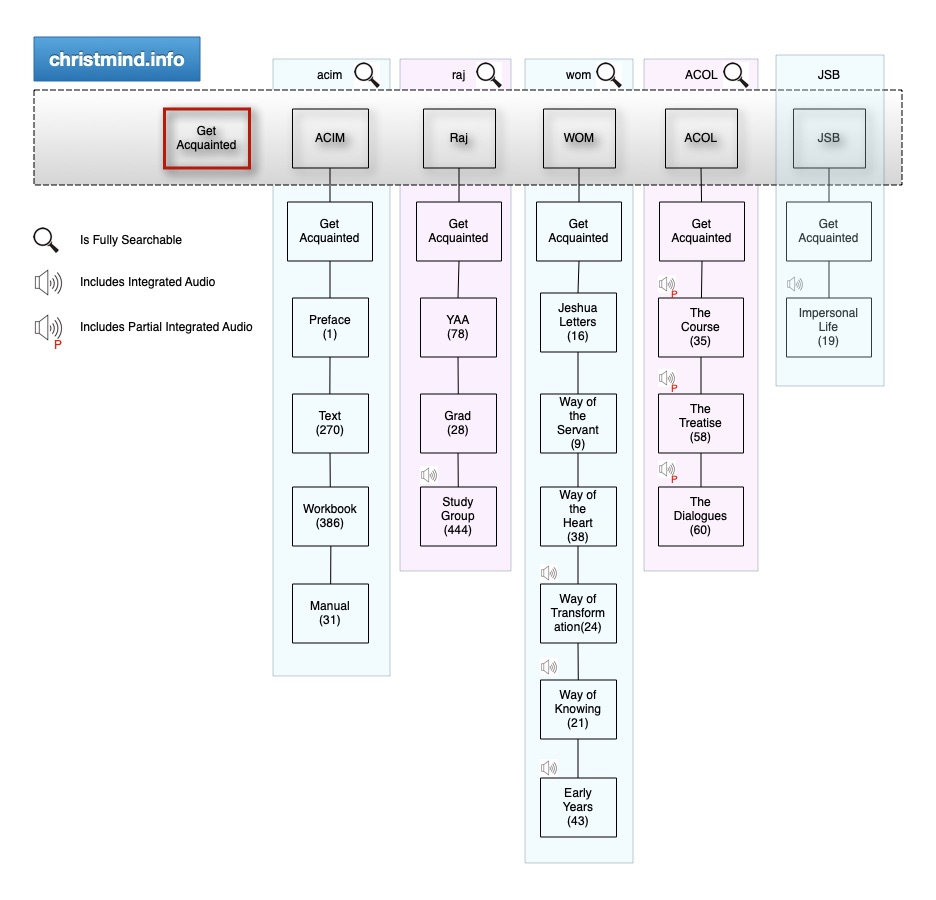 christmind.info
acim
raj
wom
ACOL
JSB
Get
Acquainted
ACIM
Raj
WOM
ACOL
JSB
Is Fully Searchable
Includes Integrated Audio
P
Includes Partial Integrated Audio
Get
Acquainted
Preface
(1)
Text
(270)
Workbook
(386)
Manual
(31)
Get
Acquainted
YAA
(78)
Grad
(28)
Study
Group
(444)
Get
Acquainted
Jeshua
Letters
(16)
Way of
the
Servant
(9)
Way of
the
Heart
(38)
Way of
Transform
ation(24)
Way of
Knowing
(21)
Early
Years
(43)
Get
Acquainted
P
The
Course
(35)
P
The
Treatise
(58)
P
The
Dialogues
(60)
Get
Acquainted
Impersonal
Life
(19)